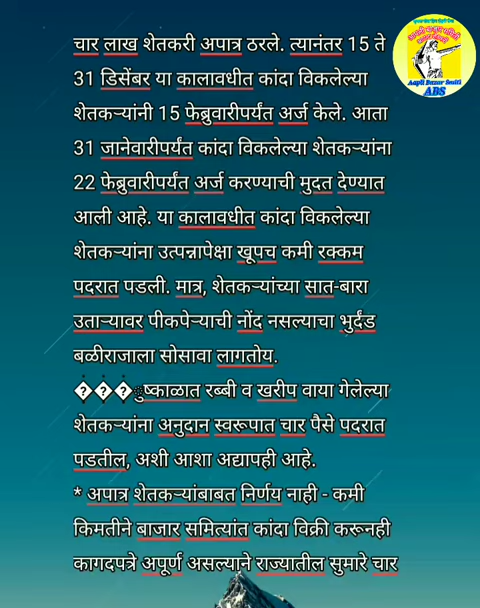 चार लाख शेतकरी अपात्र ठरले. त्यानंतर 15 ते
31 डिसेंबर या कालावधीत कांदा विकलेल्या
शेतकऱ्यांनी 15 फेब्रुवारीपर्यंत अर्ज केले. आता
31 जानेवारीपर्यंत कांदा विकलेल्या शेतकऱ्यांना
22 फेब्रुवारीपर्यंत अर्ज करण्याची मुदत देण्यात
आली आहे. या कालावधीत कांदा विकलेल्या
शेतकऱ्यांना उत्पन्नापेक्षा खूपच कमी रक्कम
पदरात पडली. मात्र, शेतकऱ्यांच्या सात-बारा
उताऱ्यावर पीकपेऱ्याची नोंद नसल्याचा भुर्दंड
बळीराजाला सोसावा लागतोय.
���ुष्काळात रब्बी व खरीप वाया गेलेल्या
शेतकऱ्यांना अनुदान स्वरूपात चार पैसे पदरात
पडतील, अशी आशा अद्यापही आहे.
* अपात्र शेतकऱ्यांबाबत निर्णय नाही - कमी
किमतीने बाजार समित्यांत कांदा विक्री करूनही
कागदपत्रे अपूर्ण असल्याने राज्यातील सुमारे चार
Aapli Bazar Smiti
ABS